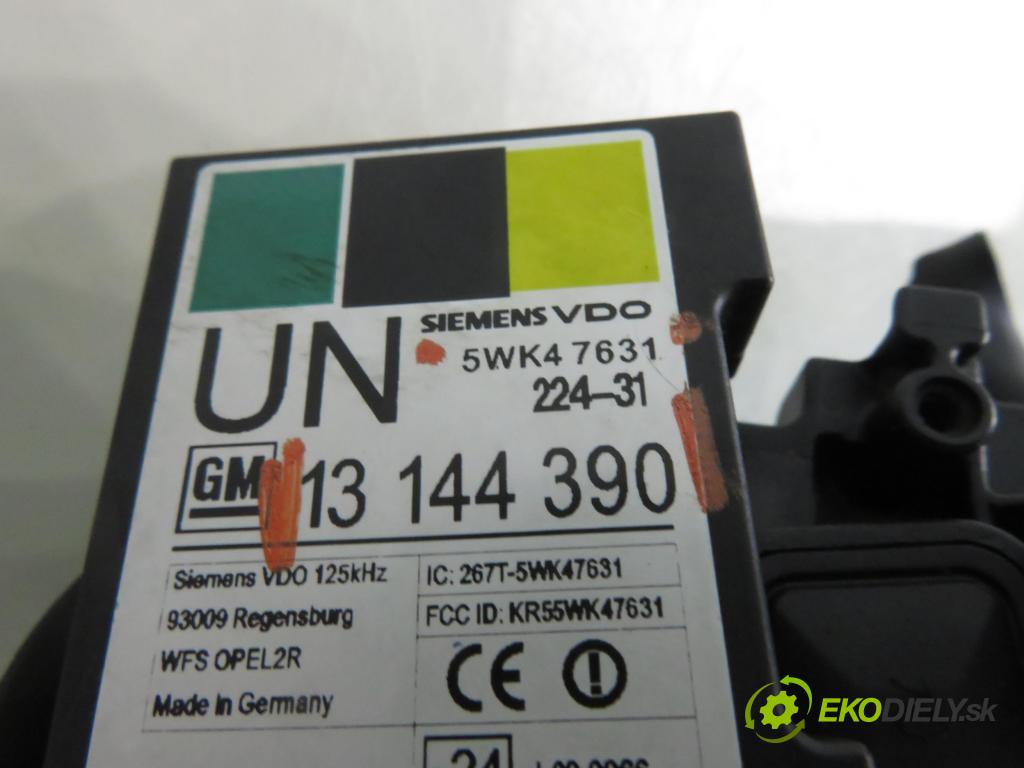 UN
SIEMENS VDO
5WK4 7631
224-31
GM 13 144 390
Siemens VDO 125kHz
93009 Regensburg
WFS OPEL2R
Made in Germany
IC: 267T-5WK47631
FCC ID: KR55WK47631
CE
24
EKODIELY.sk